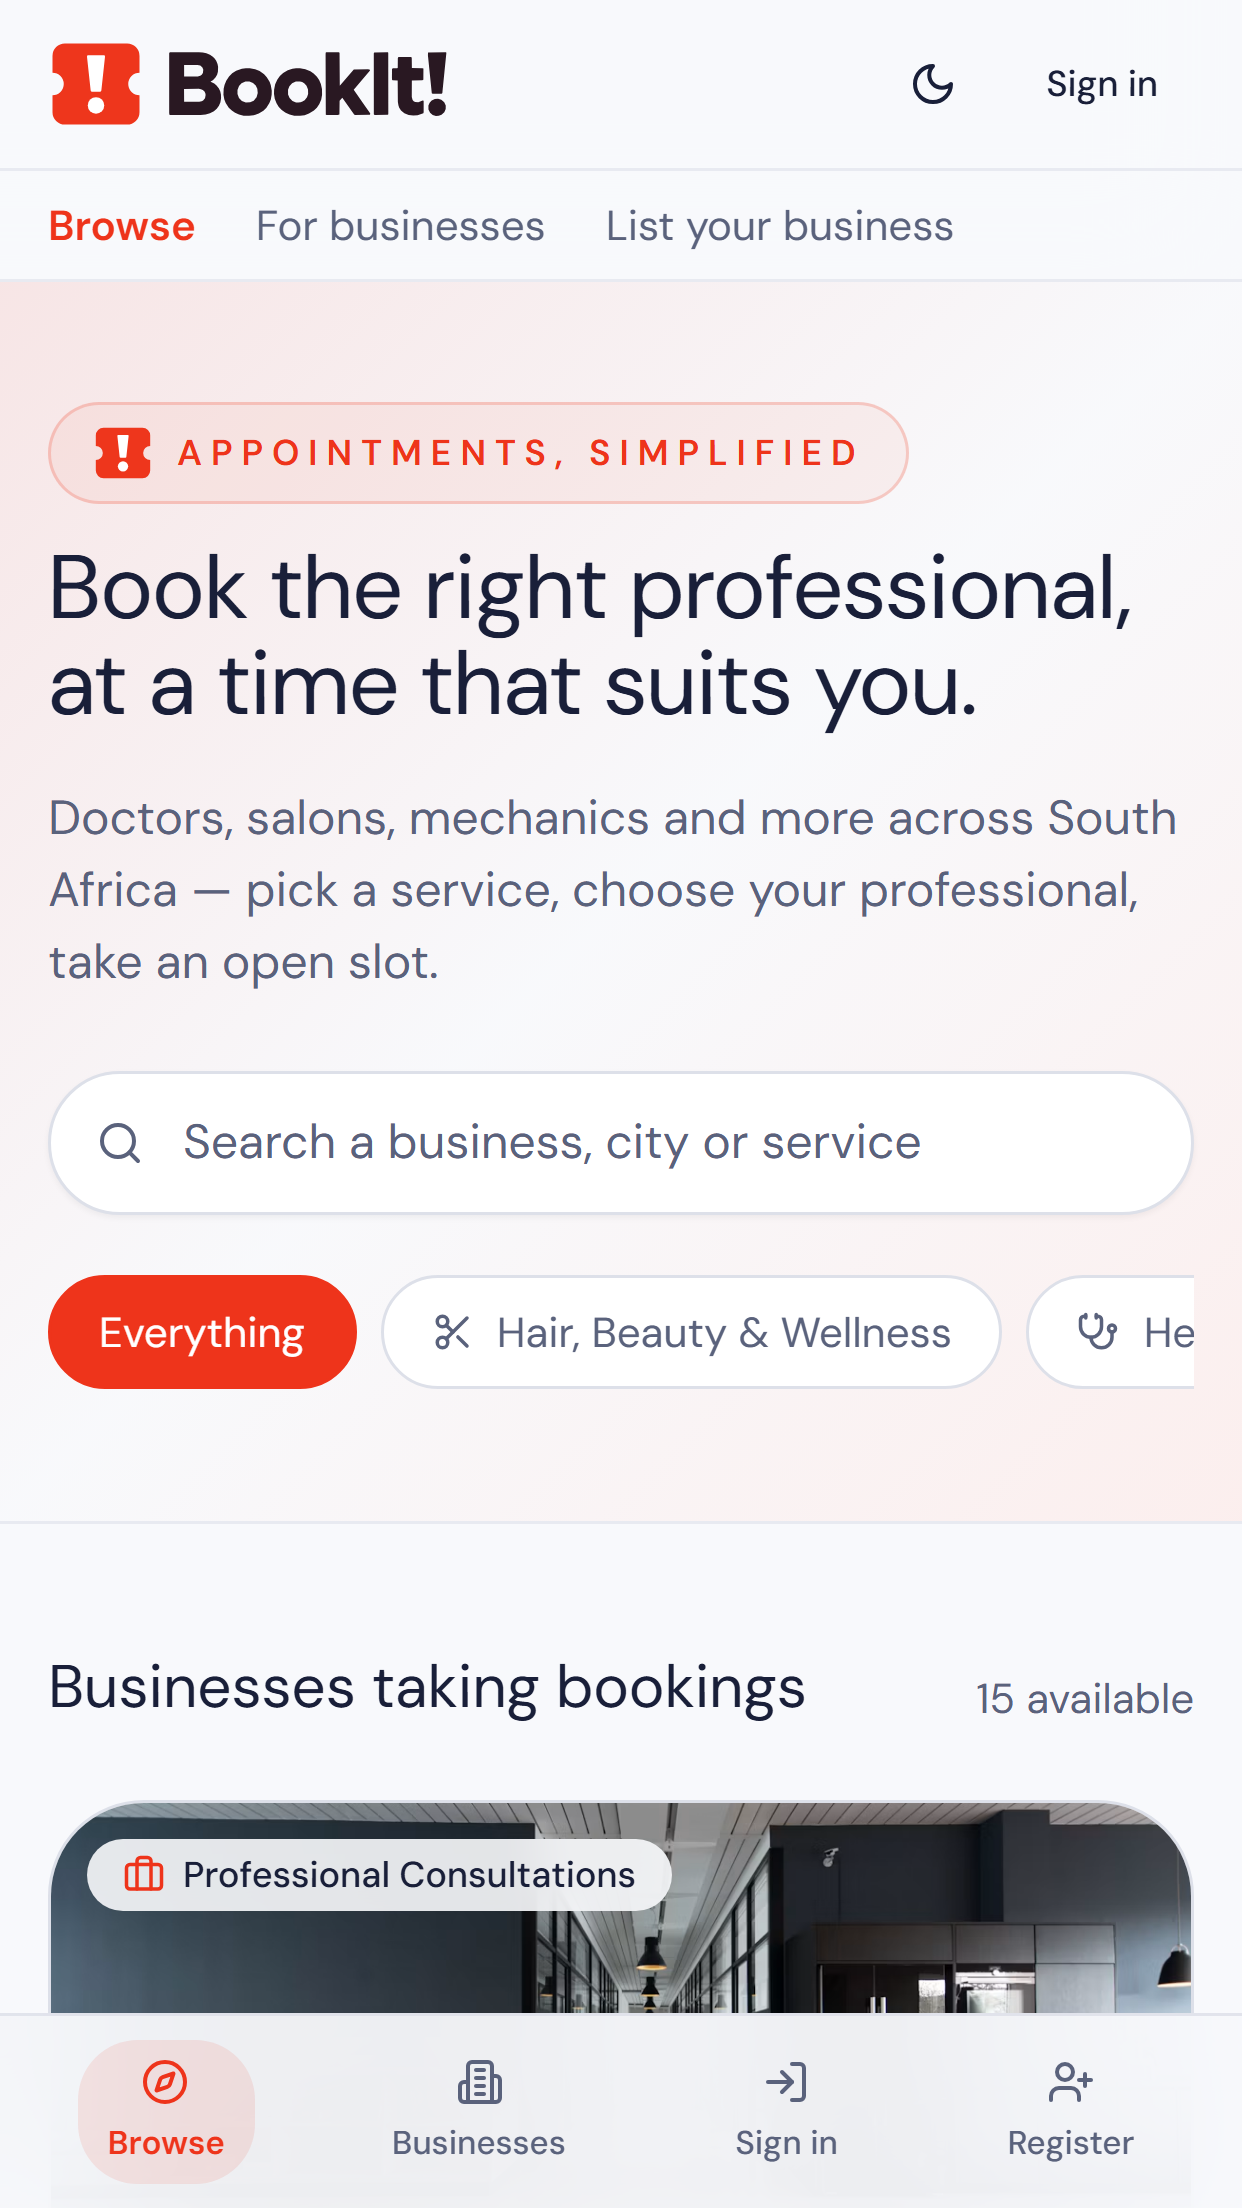 BookIt!
Sign in
Browse For businesses List your business
APPOINTMENTS, SIMPLIFIED
Book the right professional,
at a time that suits you.
Doctors, salons, mechanics and more across South
Africa — pick a service, choose your professional,
take an open slot.
Search a business, city or service
Everything Hair, Beauty & Wellness He
Businesses taking bookings 15 available
Professional Consultations
Browse Businesses Sign in Register